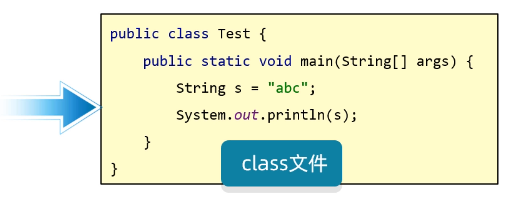 public class Test {
    public static void main(String[] args) {
        String s = "abc";
        System.out.println(s);
    }
}
class文件